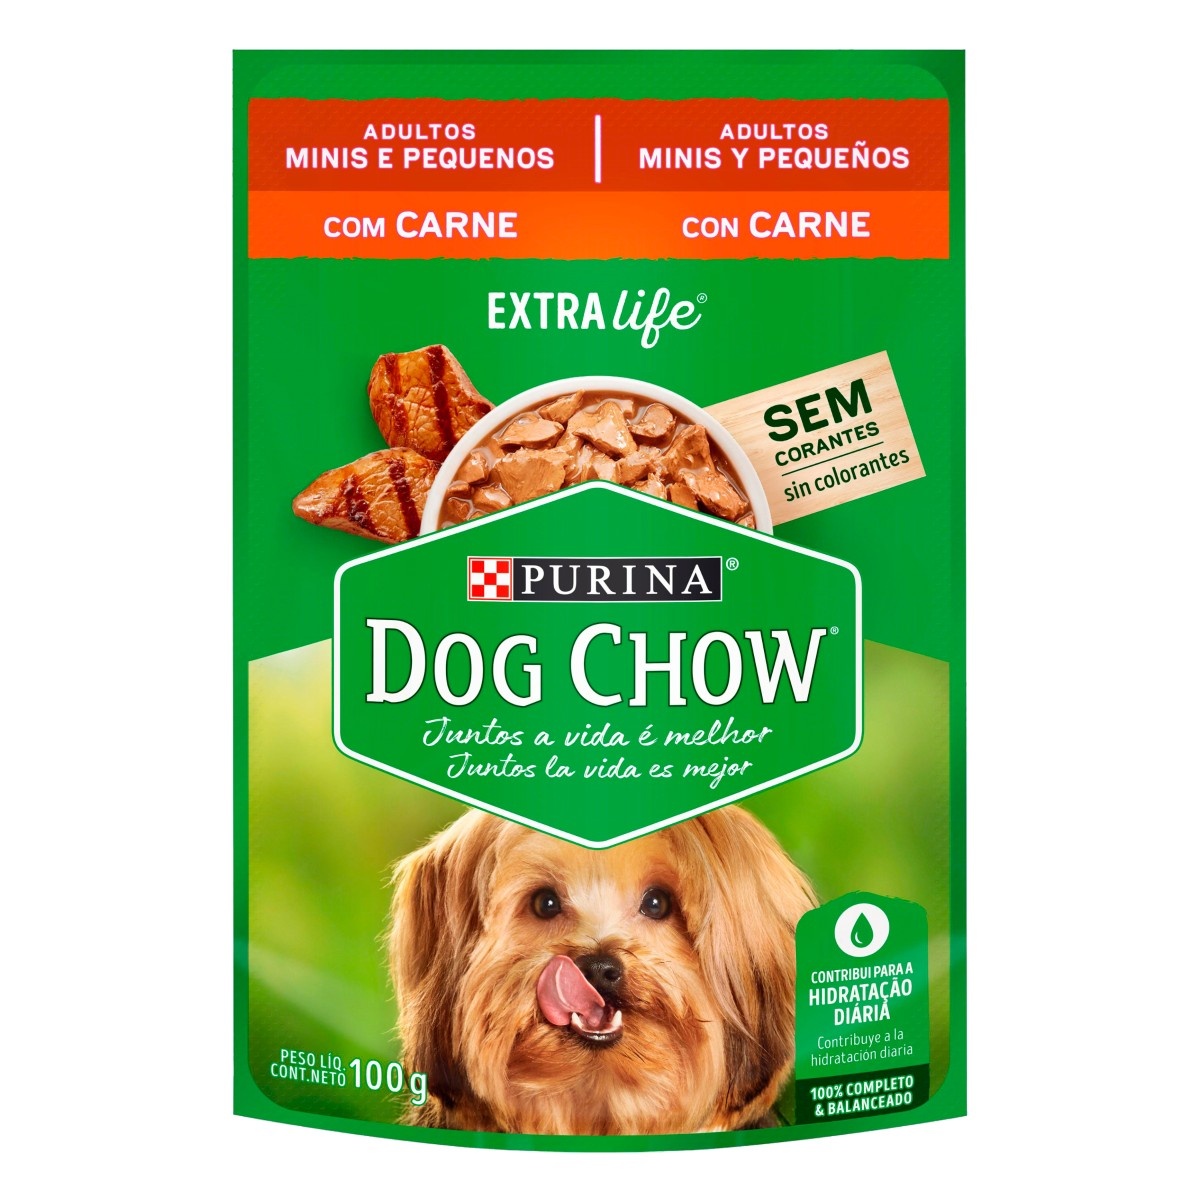 ADULTOS
MINIS E PEQUENOS
ADULTOS
MINIS Y PEQUEÑOS
COM CARNE
CON CARNE
EXTRA life®
SEM
CORANTES
sin colorantes
PURINA®
DOG CHOW®
Juntos a vida é melhor
Juntos la vida es mejor
CONTRIBUI PARA A
HIDRATAÇÃO
DIÁRIA
Contribuye a la
hidratación diaria
100% COMPLETO
& BALANCEADO
PESO LÍQ.
CONT.NETO 100 g